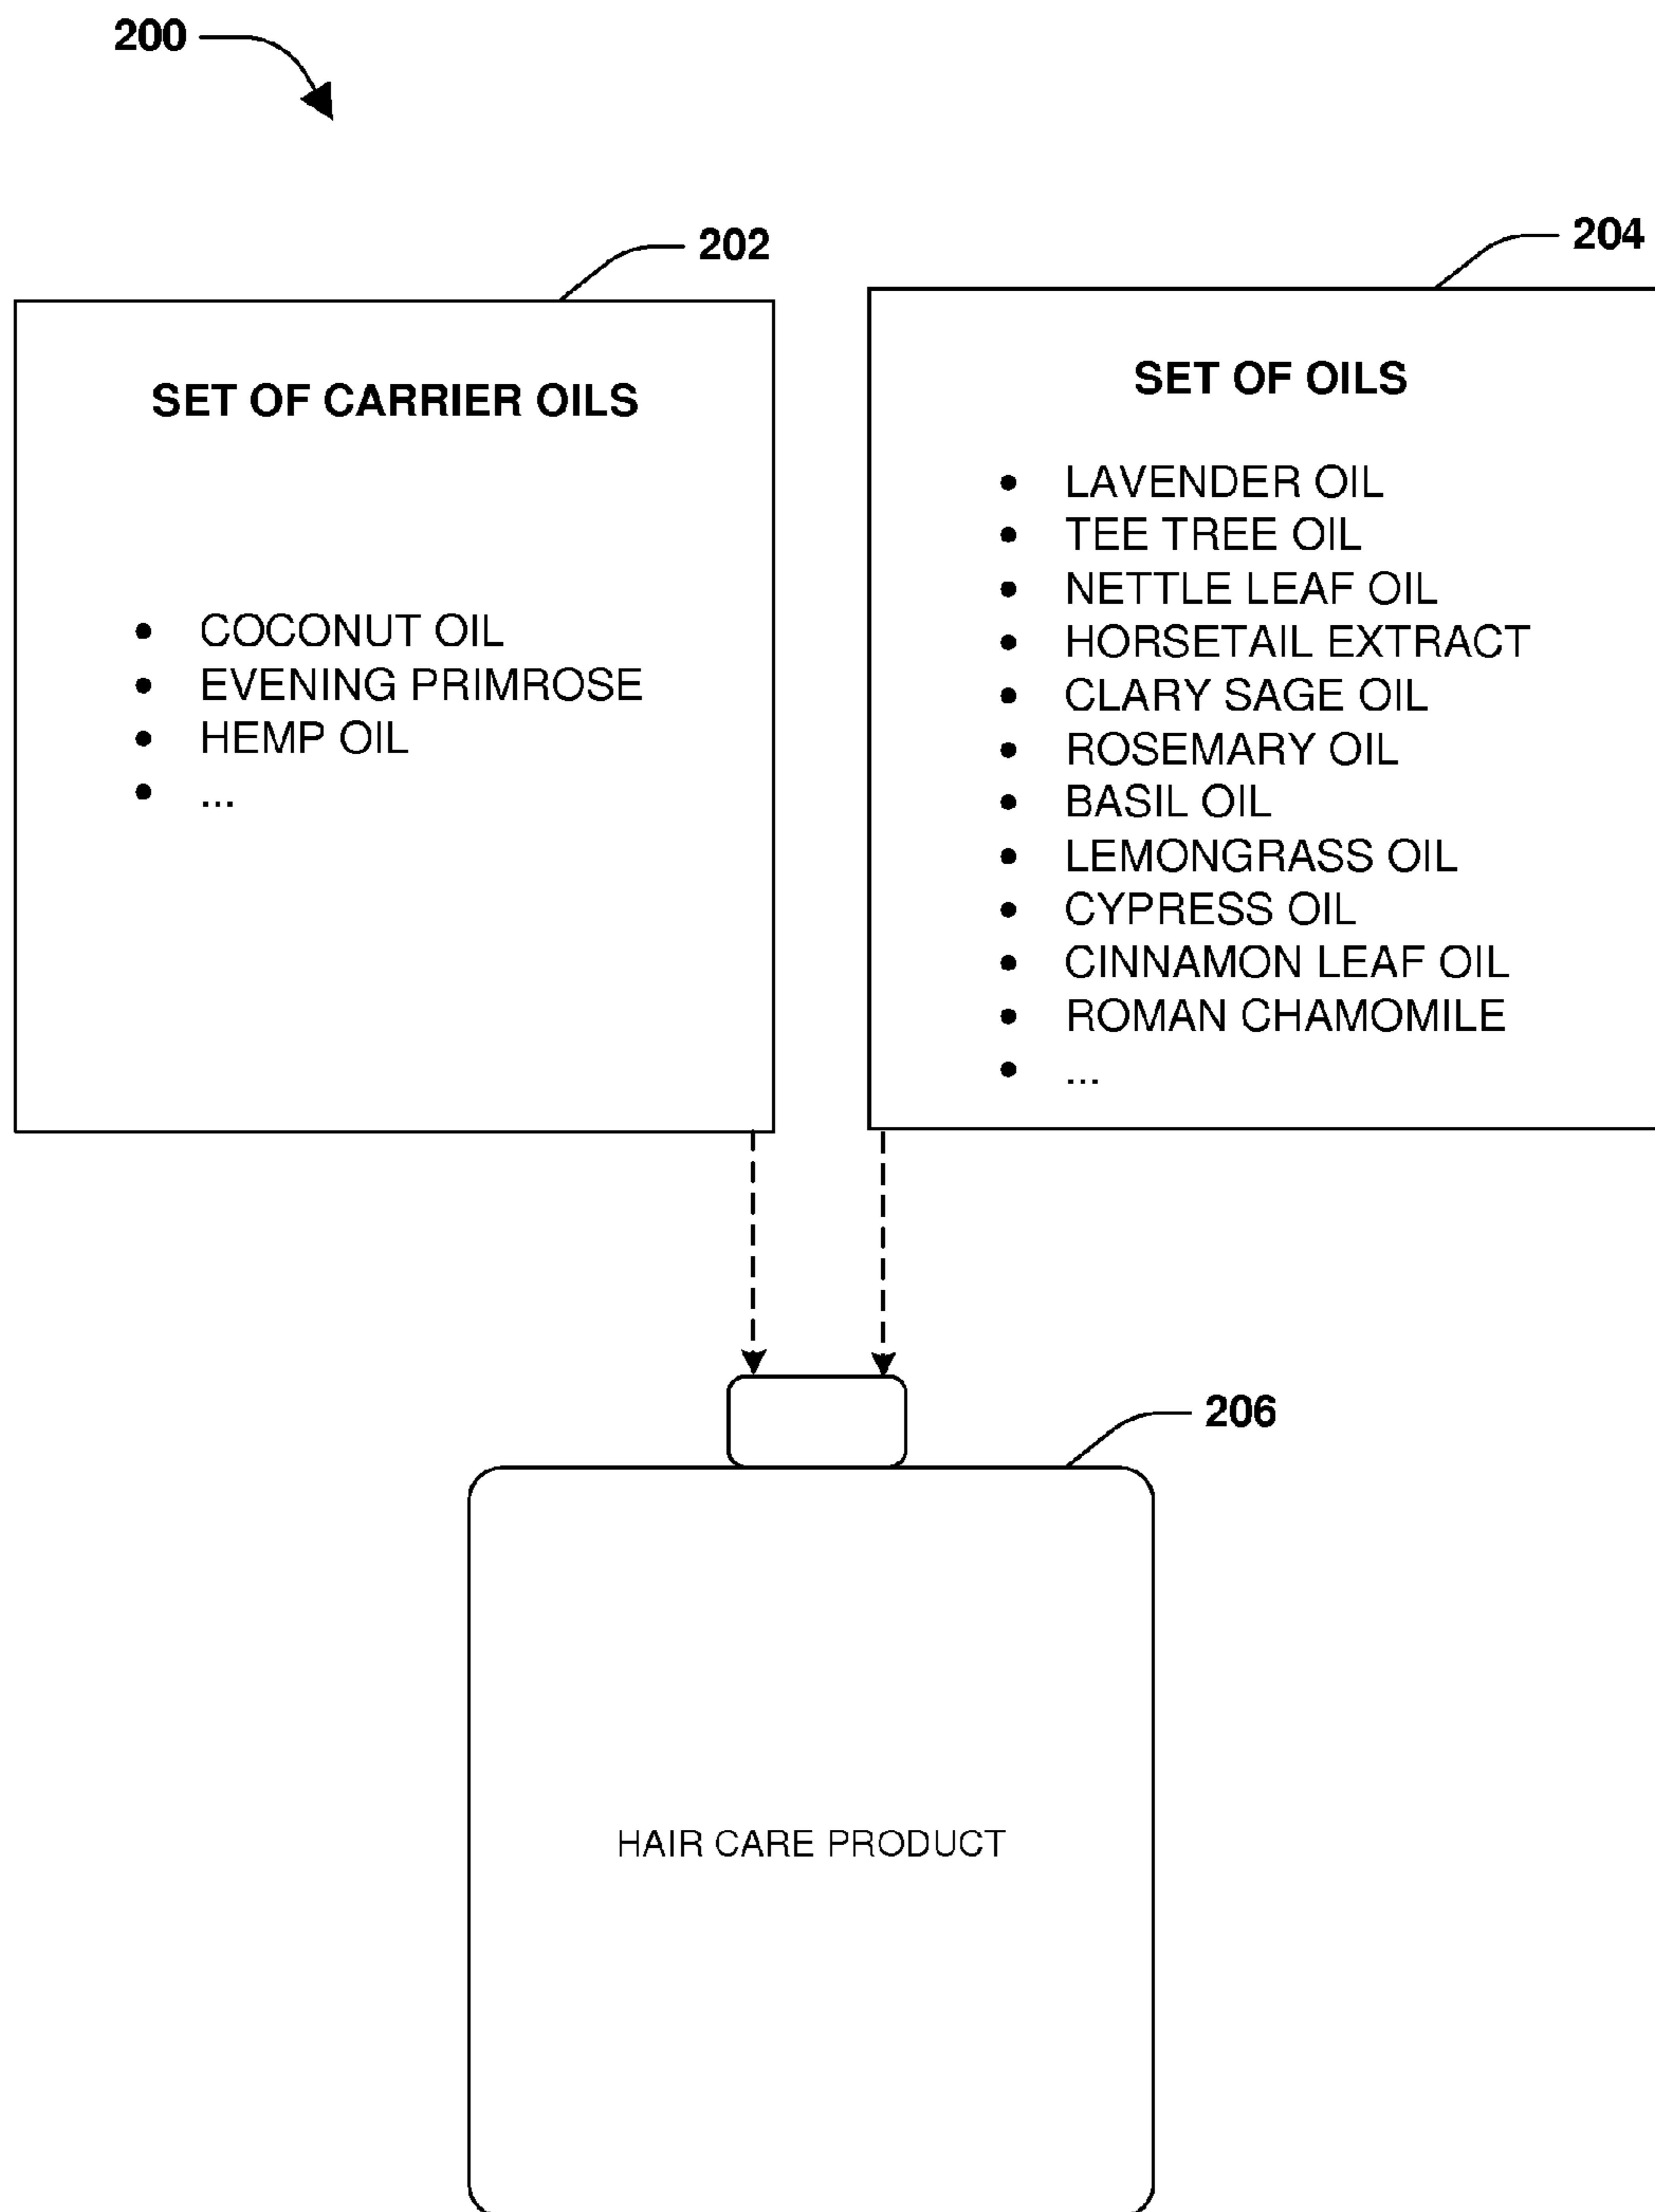 200
202
204
SET OF CARRIER OILS
• COCONUT OIL
• EVENING PRIMROSE
• HEMP OIL
• ...
SET OF OILS
• LAVENDER OIL
• TEE TREE OIL
• NETTLE LEAF OIL
• HORSETAIL EXTRACT
• CLARY SAGE OIL
• ROSEMARY OIL
• BASIL OIL
• LEMONGRASS OIL
• CYPRESS OIL
• CINNAMON LEAF OIL
• ROMAN CHAMOMILE
• ...
206
HAIR CARE PRODUCT